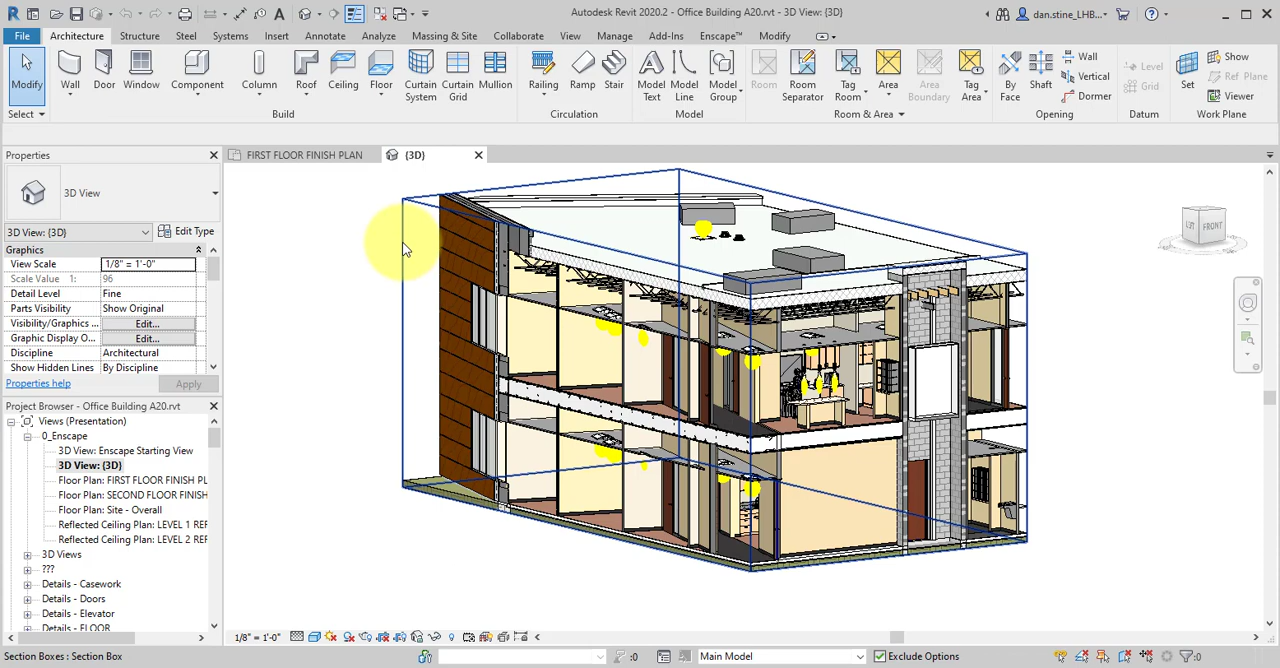 Autodesk Revit 2020.2 - Office Building A20.rvt - 3D View: {3D}
dan.stine_LHB...
File Architecture Structure Steel Systems Insert Annotate Analyze Massing & Site Collaborate View Manage Add-Ins Enscape™ Modify
Modify Wall Door Window Component Column Roof Ceiling Floor Curtain System Curtain Grid Mullion Railing Ramp Stair Model Text Model Line Model Group Room Room Separator Tag Room Area Area Boundary Tag Area By Face Shaft Wall Vertical Dormer Level Grid Set Show Ref Plane Viewer
Select Build Circulation Model Room & Area Opening Datum Work Plane
Properties
FIRST FLOOR FINISH PLAN
{3D}
3D View
3D View: {3D}
Edit Type
Graphics
View Scale 1/8" = 1'-0"
Scale Value 1: 96
Detail Level Fine
Parts Visibility Show Original
Visibility/Graphics ... Edit...
Graphic Display O... Edit...
Discipline Architectural
Show Hidden Lines By Discipline
Properties help
Apply
FRONT
Project Browser - Office Building A20.rvt
Views (Presentation)
0_Enscape
3D View: Enscape Starting View
3D View: {3D}
Floor Plan: FIRST FLOOR FINISH PL
Floor Plan: SECOND FLOOR FINISH
Floor Plan: Site - Overall
Reflected Ceiling Plan: LEVEL 1 REF
Reflected Ceiling Plan: LEVEL 2 REF
3D Views
???
Details - Casework
Details - Doors
Details - Elevator
Details - FLOOR
1/8" = 1'-0"
Section Boxes : Section Box
:0
Main Model
Exclude Options
:0